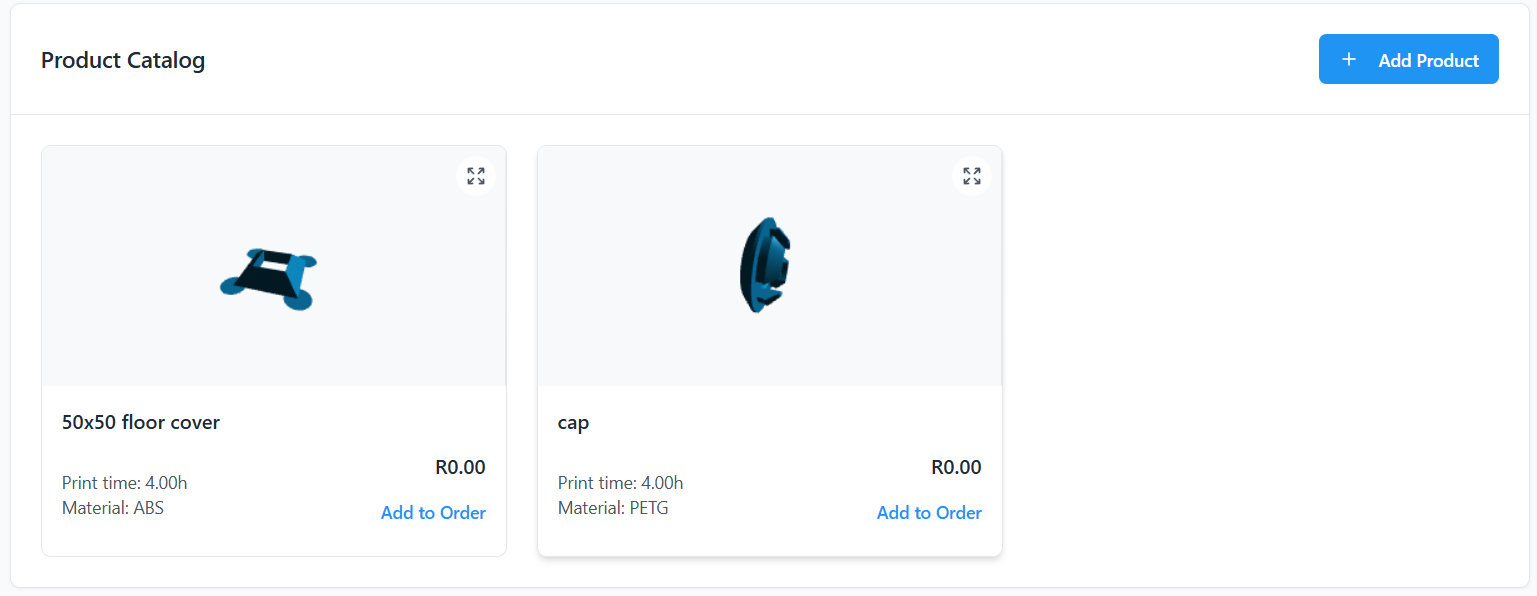 Product Catalog
Add Product
50x50 floor cover
R0.00
Print time: 4.00h
Material: ABS
Add to Order
cap
R0.00
Print time: 4.00h
Material: PETG
Add to Order